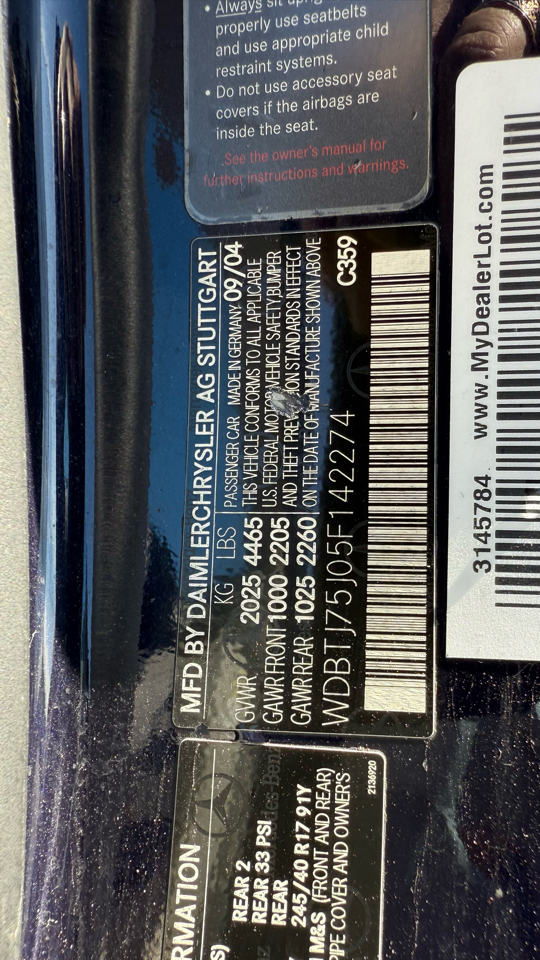 • Always sit
properly use seatbelts
and use appropriate child
restraint systems.
• Do not use accessory seat
covers if the airbags are
inside the seat.
See the owner's manual for
further instructions and warnings.
MFD BY DAIMLERCHRYSLER AG STUTTGART
KG LBS PASSENGER CAR MADE IN GERMANY 09/04
GVWR 2025 4465 THIS VEHICLE CONFORMS TO ALL APPLICABLE
GAWR FRONT 1000 2205 U.S. FEDERAL MOTOR VEHICLE SAFETY, BUMPER
AND THEFT PREVENTION STANDARDS IN EFFECT
GAWR REAR 1025 2260 ON THE DATE OF MANUFACTURE SHOWN ABOVE
WDBTJ75J05F142274 C359
3145784 www.MyDealerLot.com
RMATION
S)
REAR 2
REAR 33 PSI
REAR
245/40 R17 91Y
M&S (FRONT AND REAR)
PIPE COVER AND OWNER'S
2136920